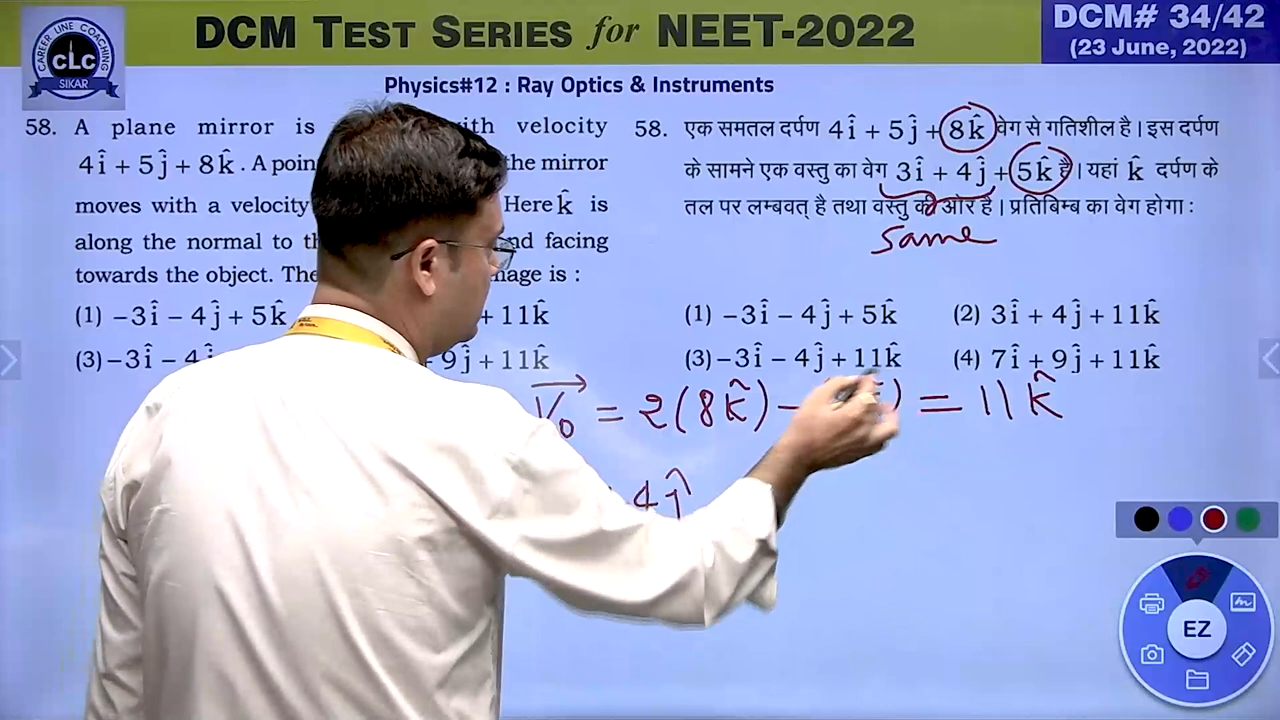 DCM TEST SERIES for NEET-2022
DCM# 34/42
(23 June, 2022)
CAREER LINE COACHING
CLC
SIKAR
Physics#12 : Ray Optics & Instruments
58. A plane mirror is with velocity
4î + 5ĵ + 8k̂. A poin the mirror
moves with a velocity Here k̂ is
along the normal to th nd facing
towards the object. The mage is :
(1) −3î − 4ĵ + 5k̂ + 11k̂
(3) −3î − 4 9ĵ + 11k̂
58. एक समतल दर्पण 4î + 5ĵ + 8k̂ वेग से गतिशील है। इस दर्पण
के सामने एक वस्तु का वेग 3î + 4ĵ + 5k̂ है। यहां k̂ दर्पण के
तल पर लम्बवत् है तथा वस्तु की ओर है। प्रतिबिम्ब का वेग होगा :
same
(1) −3î − 4ĵ + 5k̂ (2) 3î + 4ĵ + 11k̂
(3) −3î − 4ĵ + 11k̂ (4) 7î + 9ĵ + 11k̂
V₀ = 2(8k̂) − ) = 11k̂
4ĵ
EZ